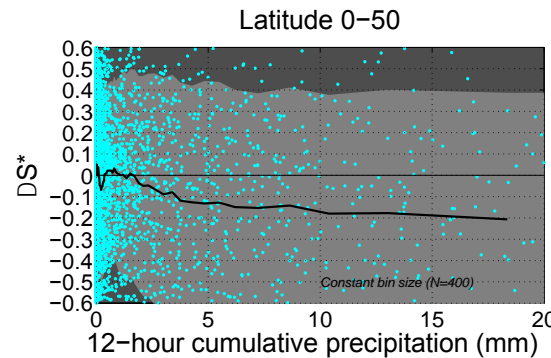 Latitude 0−50
0.6
0.5
0.4
0.3
0.2
0.1
0
−0.1
−0.2
−0.3
−0.4
−0.5
−0.6
DS*
Constant bin size (N=400)
0 5 10 15 20
12−hour cumulative precipitation (mm)